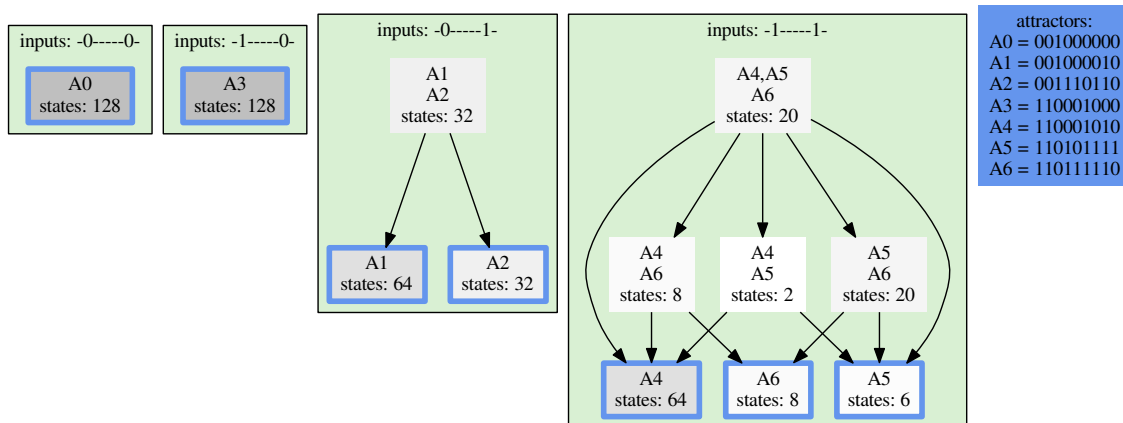 inputs: -0-----0-
A0
states: 128
inputs: -1-----0-
A3
states: 128
inputs: -0-----1-
A1
A2
states: 32
A1
states: 64
A2
states: 32
inputs: -1-----1-
A4,A5
A6
states: 20
A4
A6
states: 8
A4
A5
states: 2
A5
A6
states: 20
A4
states: 64
A6
states: 8
A5
states: 6
attractors:
A0 = 001000000
A1 = 001000010
A2 = 001110110
A3 = 110001000
A4 = 110001010
A5 = 110101111
A6 = 110111110